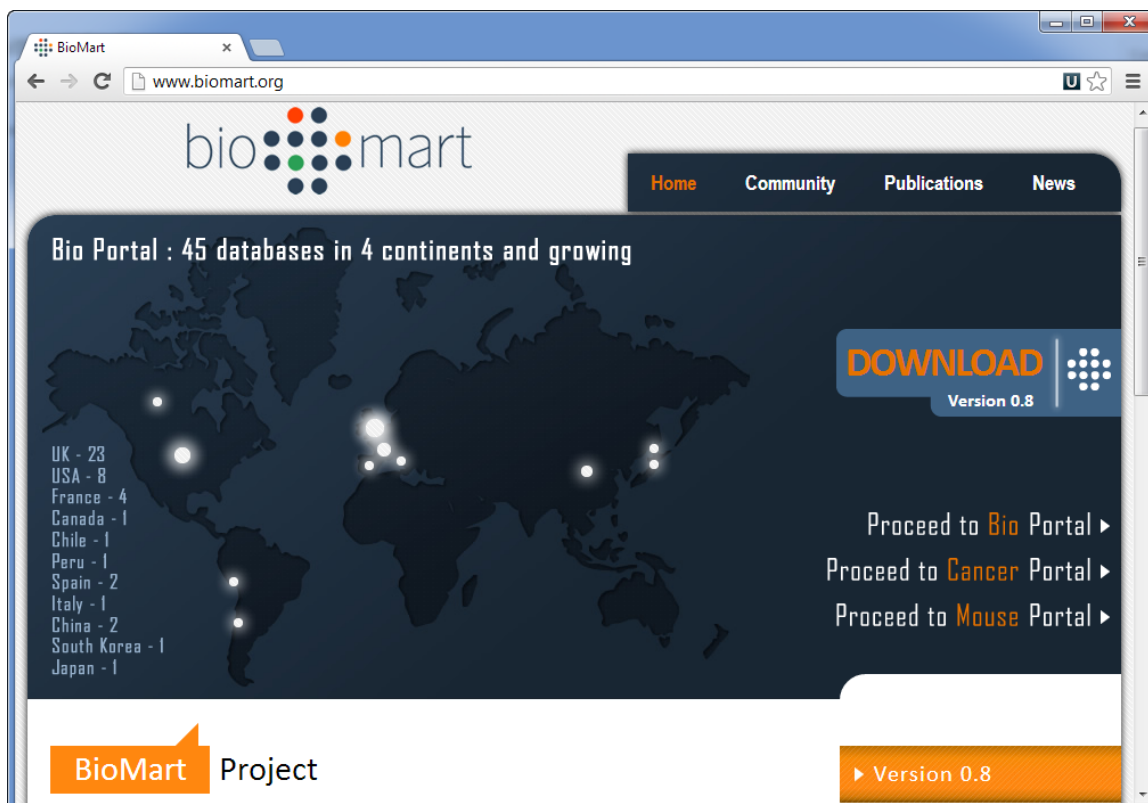 BioMart
www.biomart.org
bio mart
Home Community Publications News
Bio Portal : 45 databases in 4 continents and growing
DOWNLOAD
Version 0.8
UK - 23
USA - 8
France - 4
Canada - 1
Chile - 1
Peru - 1
Spain - 2
Italy - 1
China - 2
South Korea - 1
Japan - 1
Proceed to Bio Portal
Proceed to Cancer Portal
Proceed to Mouse Portal
BioMart Project
Version 0.8